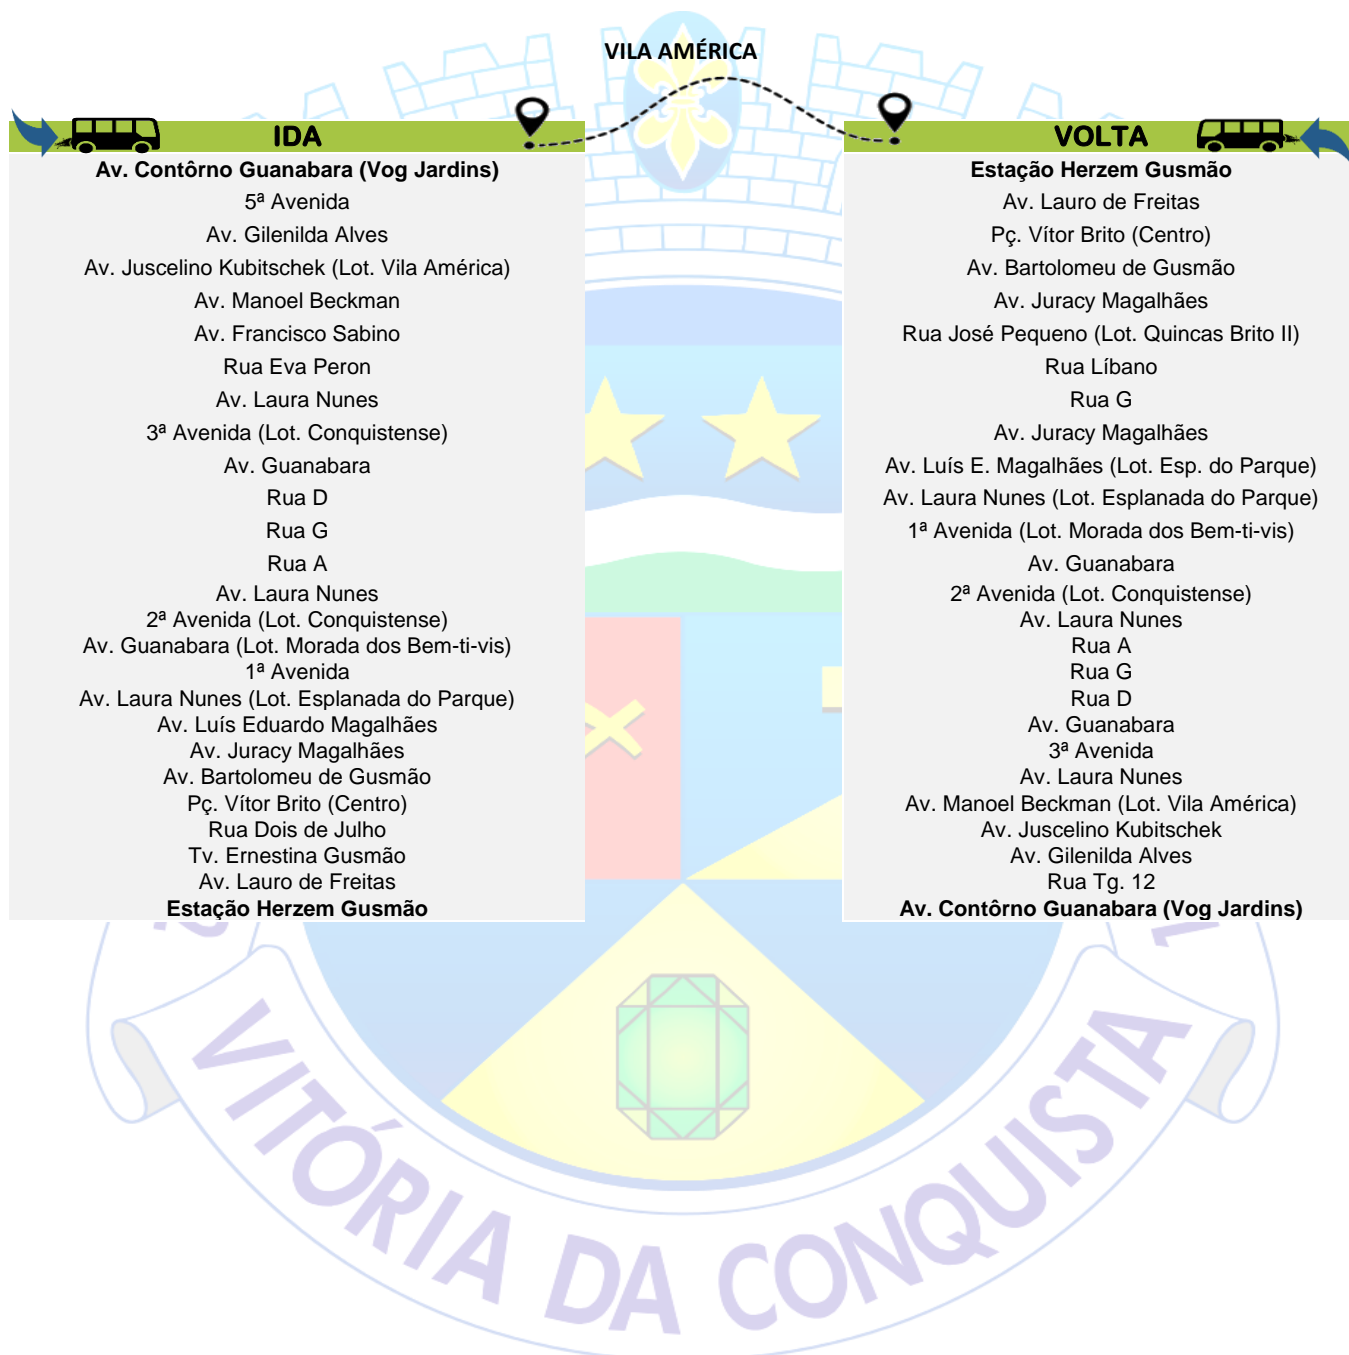 VILA AMÉRICA
IDA
Av. Contôrno Guanabara (Vog Jardins)
5ª Avenida
Av. Gilenilda Alves
Av. Juscelino Kubitschek (Lot. Vila América)
Av. Manoel Beckman
Av. Francisco Sabino
Rua Eva Peron
Av. Laura Nunes
3ª Avenida (Lot. Conquistense)
Av. Guanabara
Rua D
Rua G
Rua A
Av. Laura Nunes
2ª Avenida (Lot. Conquistense)
Av. Guanabara (Lot. Morada dos Bem-ti-vis)
1ª Avenida
Av. Laura Nunes (Lot. Esplanada do Parque)
Av. Luís Eduardo Magalhães
Av. Juracy Magalhães
Av. Bartolomeu de Gusmão
Pç. Vítor Brito (Centro)
Rua Dois de Julho
Tv. Ernestina Gusmão
Av. Lauro de Freitas
Estação Herzem Gusmão
VOLTA
Estação Herzem Gusmão
Av. Lauro de Freitas
Pç. Vítor Brito (Centro)
Av. Bartolomeu de Gusmão
Av. Juracy Magalhães
Rua José Pequeno (Lot. Quincas Brito II)
Rua Líbano
Rua G
Av. Juracy Magalhães
Av. Luís E. Magalhães (Lot. Esp. do Parque)
Av. Laura Nunes (Lot. Esplanada do Parque)
1ª Avenida (Lot. Morada dos Bem-ti-vis)
Av. Guanabara
2ª Avenida (Lot. Conquistense)
Av. Laura Nunes
Rua A
Rua G
Rua D
Av. Guanabara
3ª Avenida
Av. Laura Nunes
Av. Manoel Beckman (Lot. Vila América)
Av. Juscelino Kubitschek
Av. Gilenilda Alves
Rua Tg. 12
Av. Contôrno Guanabara (Vog Jardins)
VITÓRIA DA CONQUISTA